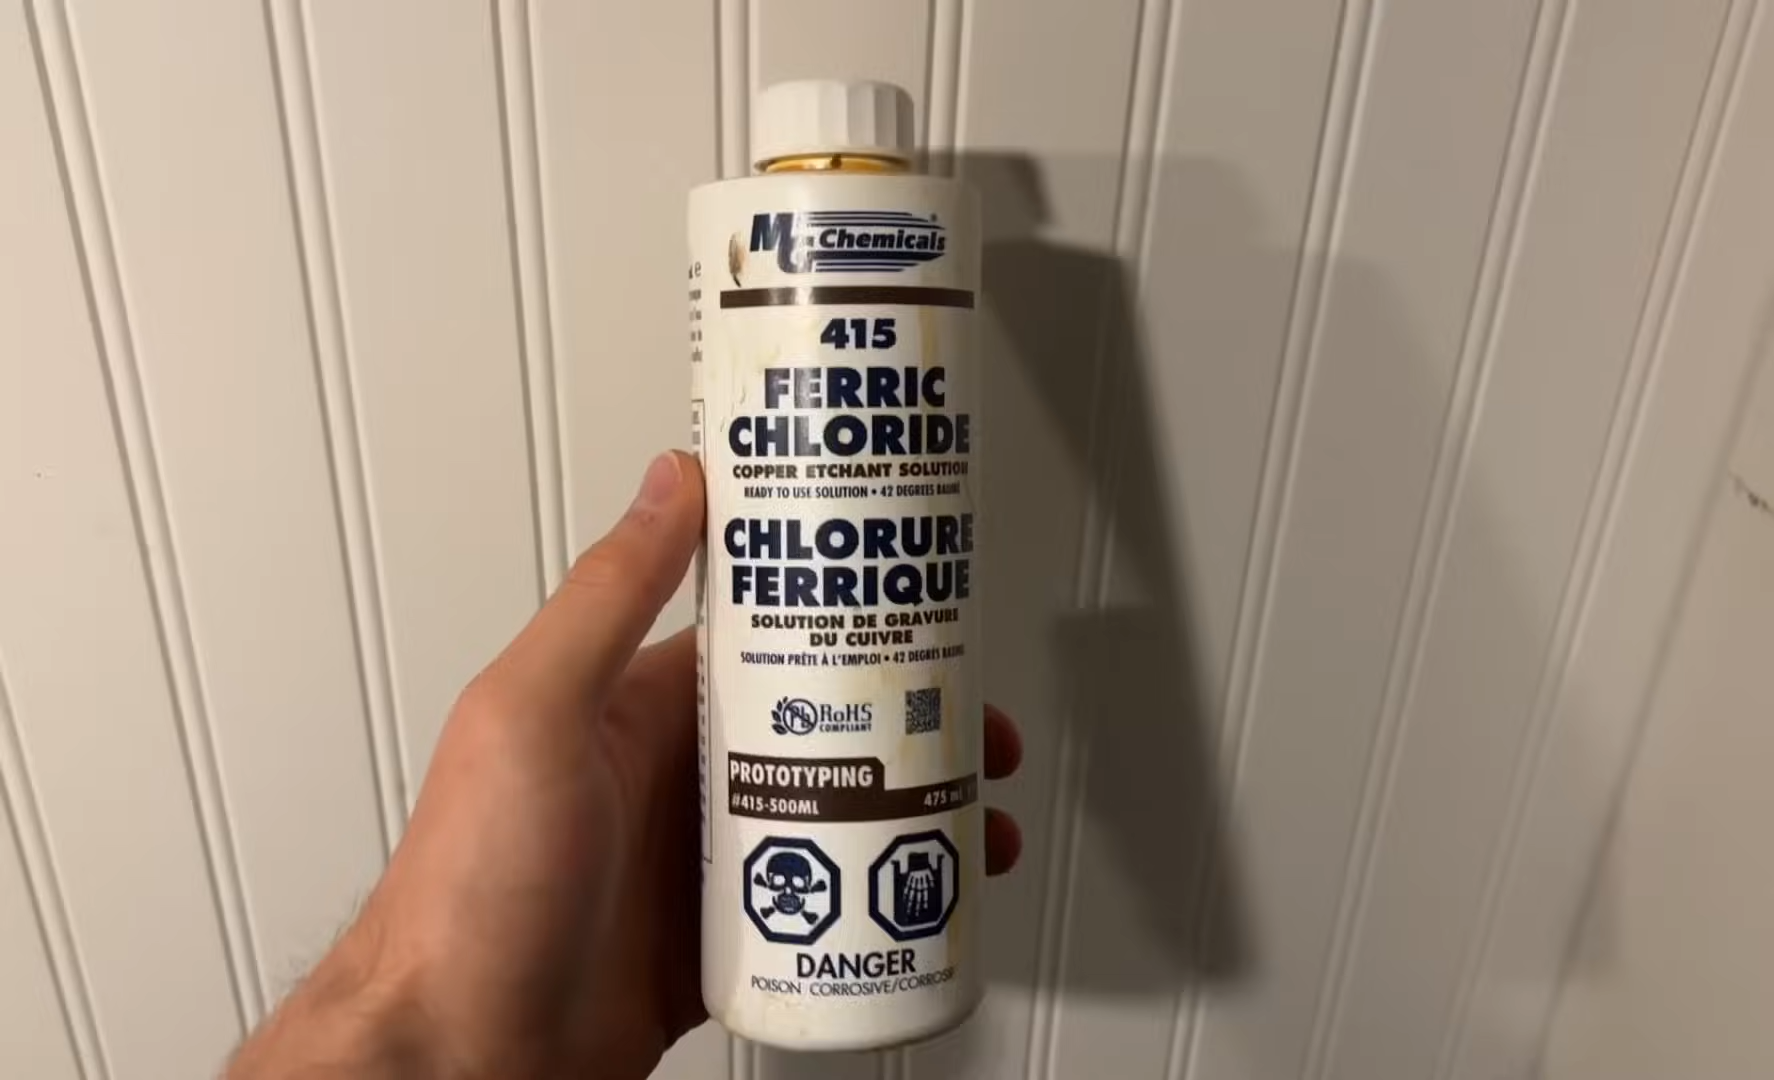 MG Chemicals
415
FERRIC
CHLORIDE
COPPER ETCHANT SOLUTION
READY TO USE SOLUTION • 42 DEGREES BAUMÉ
CHLORURE
FERRIQUE
SOLUTION DE GRAVURE
DU CUIVRE
SOLUTION PRÊTE À L'EMPLOI • 42 DEGRÉS BAUMÉ
Pb RoHS
COMPLIANT
PROTOTYPING
#415-500ML 475 ml
DANGER
POISON CORROSIVE/CORROSIF